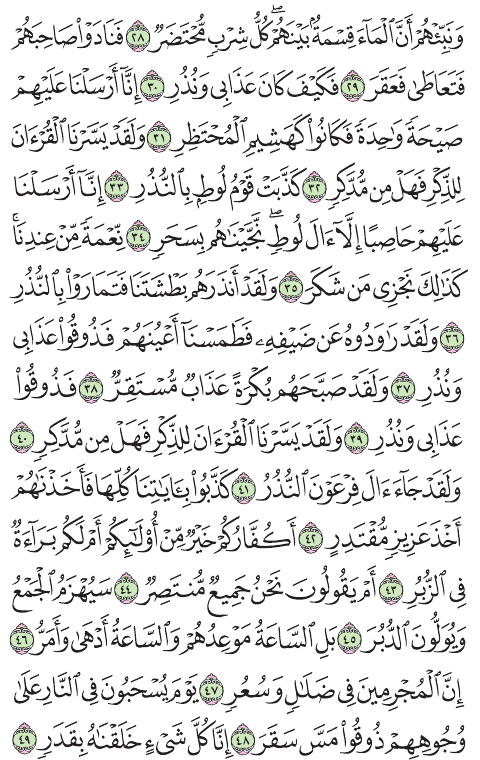 وَنَبِّئْهُمْ أَنَّ ٱلْمَآءَ قِسْمَةٌۢ بَيْنَهُمْ ۖ كُلُّ شِرْبٍ مُّحْتَضَرٌ ٢٨ فَنَادَوْا۟ صَاحِبَهُمْ
فَتَعَاطَىٰ فَعَقَرَ ٢٩ فَكَيْفَ كَانَ عَذَابِى وَنُذُرِ ٣٠ إِنَّآ أَرْسَلْنَا عَلَيْهِمْ
صَيْحَةً وَٰحِدَةً فَكَانُوا۟ كَهَشِيمِ ٱلْمُحْتَظِرِ ٣١ وَلَقَدْ يَسَّرْنَا ٱلْقُرْءَانَ
لِلذِّكْرِ فَهَلْ مِن مُّدَّكِرٍ ٣٢ كَذَّبَتْ قَوْمُ لُوطٍۭ بِٱلنُّذُرِ ٣٣ إِنَّآ أَرْسَلْنَا
عَلَيْهِمْ حَاصِبًا إِلَّآ ءَالَ لُوطٍ ۖ نَّجَّيْنَٰهُم بِسَحَرٍ ٣٤ نِّعْمَةً مِّنْ عِندِنَا ۚ
كَذَٰلِكَ نَجْزِى مَن شَكَرَ ٣٥ وَلَقَدْ أَنذَرَهُم بَطْشَتَنَا فَتَمَارَوْا۟ بِٱلنُّذُرِ
٣٦ وَلَقَدْ رَٰوَدُوهُ عَن ضَيْفِهِۦ فَطَمَسْنَآ أَعْيُنَهُمْ فَذُوقُوا۟ عَذَابِى
وَنُذُرِ ٣٧ وَلَقَدْ صَبَّحَهُم بُكْرَةً عَذَابٌ مُّسْتَقِرٌّ ٣٨ فَذُوقُوا۟
عَذَابِى وَنُذُرِ ٣٩ وَلَقَدْ يَسَّرْنَا ٱلْقُرْءَانَ لِلذِّكْرِ فَهَلْ مِن مُّدَّكِرٍ ٤٠
وَلَقَدْ جَآءَ ءَالَ فِرْعَوْنَ ٱلنُّذُرُ ٤١ كَذَّبُوا۟ بِـَٔايَٰتِنَا كُلِّهَا فَأَخَذْنَٰهُمْ
أَخْذَ عَزِيزٍ مُّقْتَدِرٍ ٤٢ أَكُفَّارُكُمْ خَيْرٌ مِّنْ أُو۟لَٰٓئِكُمْ أَمْ لَكُم بَرَآءَةٌ
فِى ٱلزُّبُرِ ٤٣ أَمْ يَقُولُونَ نَحْنُ جَمِيعٌ مُّنتَصِرٌ ٤٤ سَيُهْزَمُ ٱلْجَمْعُ
وَيُوَلُّونَ ٱلدُّبُرَ ٤٥ بَلِ ٱلسَّاعَةُ مَوْعِدُهُمْ وَٱلسَّاعَةُ أَدْهَىٰ وَأَمَرُّ ٤٦
إِنَّ ٱلْمُجْرِمِينَ فِى ضَلَٰلٍ وَسُعُرٍ ٤٧ يَوْمَ يُسْحَبُونَ فِى ٱلنَّارِ عَلَىٰ
وُجُوهِهِمْ ذُوقُوا۟ مَسَّ سَقَرَ ٤٨ إِنَّا كُلَّ شَىْءٍ خَلَقْنَٰهُ بِقَدَرٍ ٤٩